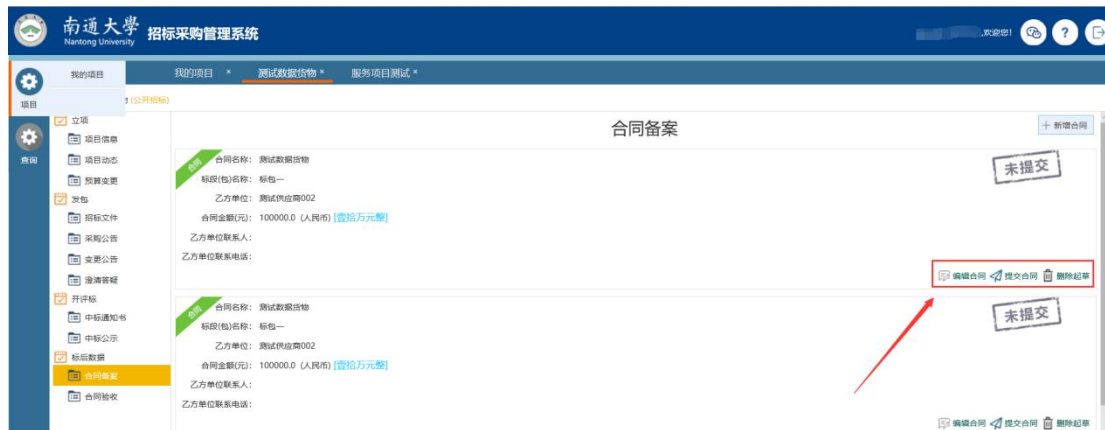 南通大學
Nantong University
招标采购管理系统
,欢迎您!
?
项目
查询
我的项目
我的项目 × 测试数据货物 × 服务项目测试 ×
(公开招标)
立项
项目信息
项目动态
预算变更
发包
招标文件
采购公告
变更公告
澄清答疑
开评标
中标通知书
中标公示
标后数据
合同备案
合同验收
合同备案
+ 新增合同
合同
合同名称: 测试数据货物
标段(包)名称: 标包一
乙方单位: 测试供应商002
合同金额(元): 100000.0 (人民币) [壹拾万元整]
乙方单位联系人:
乙方单位联系电话:
未提交
编辑合同 提交合同 删除起草
合同
合同名称: 测试数据货物
标段(包)名称: 标包一
乙方单位: 测试供应商002
合同金额(元): 100000.0 (人民币) [壹拾万元整]
乙方单位联系人:
乙方单位联系电话:
未提交
编辑合同 提交合同 删除起草